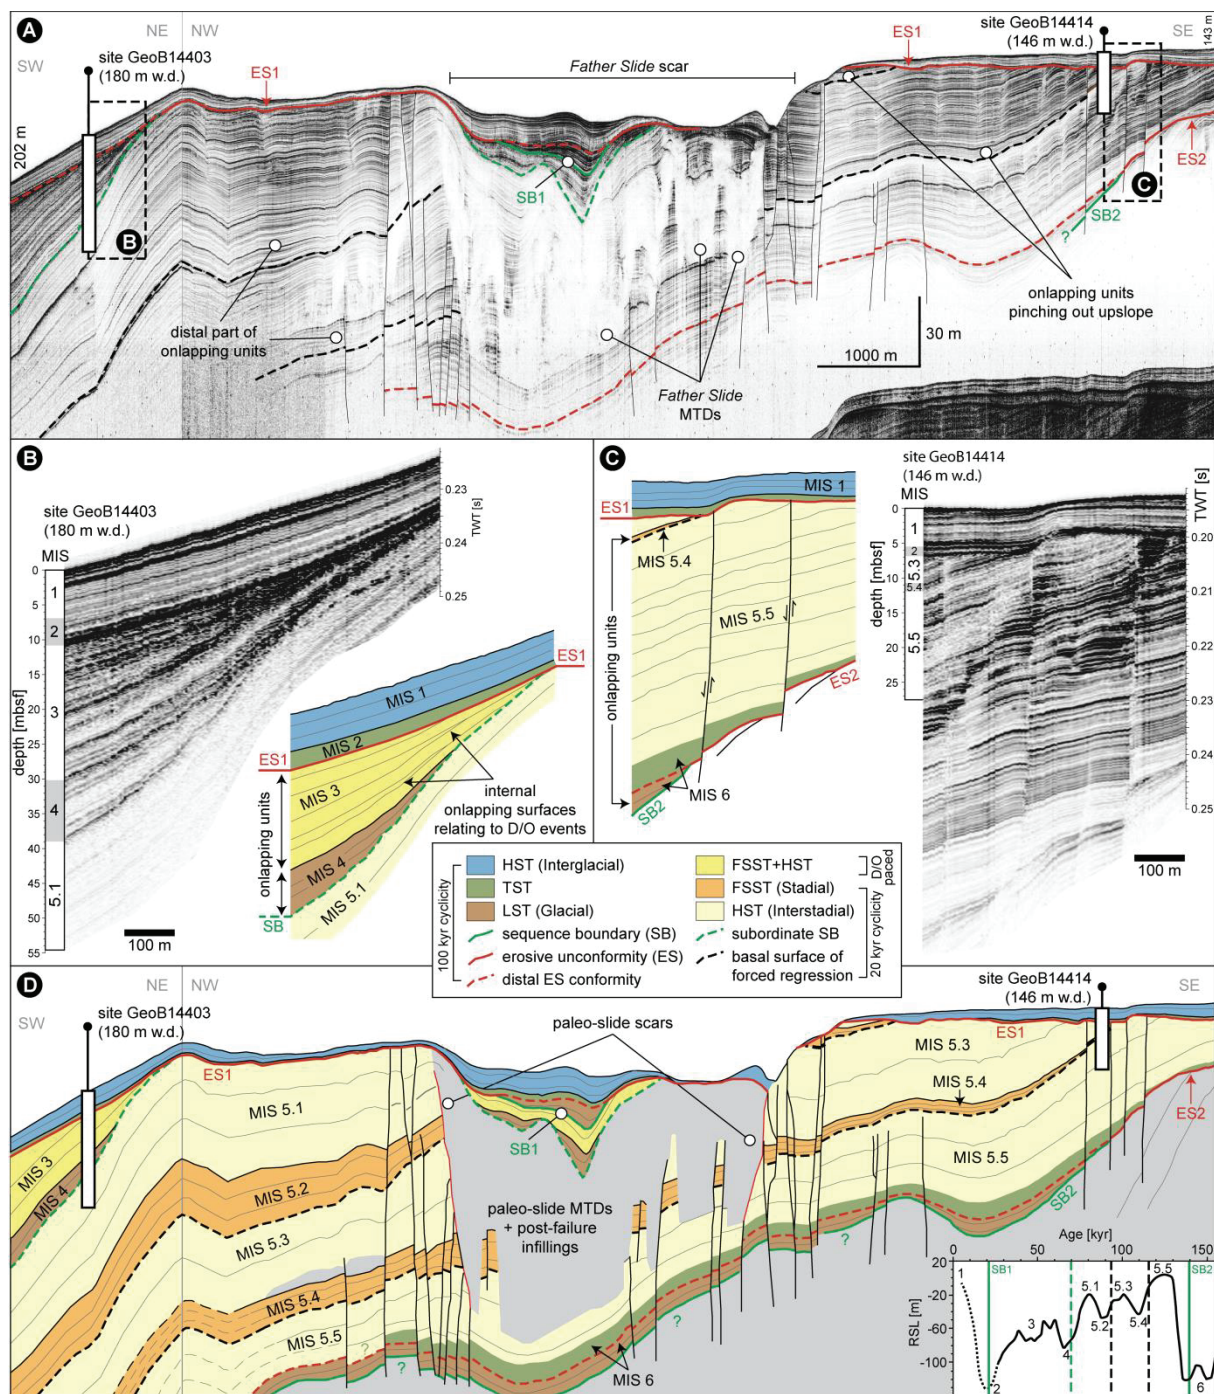 A
SW
NE
NW
SE
site GeoB14403
(180 m w.d.)
ES1
Father Slide scar
ES1
site GeoB14414
(146 m w.d.)
143 m
202 m
B
SB1
ES2
C
SB2
?
distal part of
onlapping units
Father Slide
MTDs
onlapping units
pinching out upslope
30 m
1000 m
B
site GeoB14403
(180 m w.d.)
MIS
0
5
10
15
20
25
30
35
40
45
50
55
depth [mbsf]
1
2
3
4
5.1
0.23
0.24
0.25
TWT [s]
100 m
MIS 1
MIS 2
MIS 3
MIS 4
MIS 5.1
ES1
ES1
SB
onlapping units
internal
onlapping surfaces
relating to D/O events
C
ES1
MIS 1
MIS 5.4
MIS 5.5
ES2
MIS 6
SB2
onlapping units
site GeoB14414
(146 m w.d.)
MIS
0
5
10
15
20
25
depth [mbsf]
1
2
5.3
5.4
5.5
TWT [s]
0.20
0.21
0.22
0.23
0.24
0.25
100 m
100 kyr cyclicity
HST (Interglacial)
TST
LST (Glacial)
sequence boundary (SB)
erosive unconformity (ES)
distal ES conformity
FSST+HST
FSST (Stadial)
HST (Interstadial)
subordinate SB
basal surface of
forced regression
D/O
paced
20 kyr cyclicity
D
SW
NE
NW
SE
site GeoB14403
(180 m w.d.)
paleo-slide scars
site GeoB14414
(146 m w.d.)
ES1
ES1
MIS 5.3
MIS 5.1
MIS 5.4
SB1
ES2
MIS 3
MIS 4
MIS 5.2
MIS 5.5
SB2
paleo-slide MTDs
+ post-failure
infillings
MIS 5.3
MIS 5.4
MIS 5.5
MIS 6
?
?
?
?
Age [kyr]
0
50
100
150
20
-20
-60
-100
RSL [m]
SB1
SB2
1
2
3
4
5.1
5.2
5.3
5.4
5.5
6